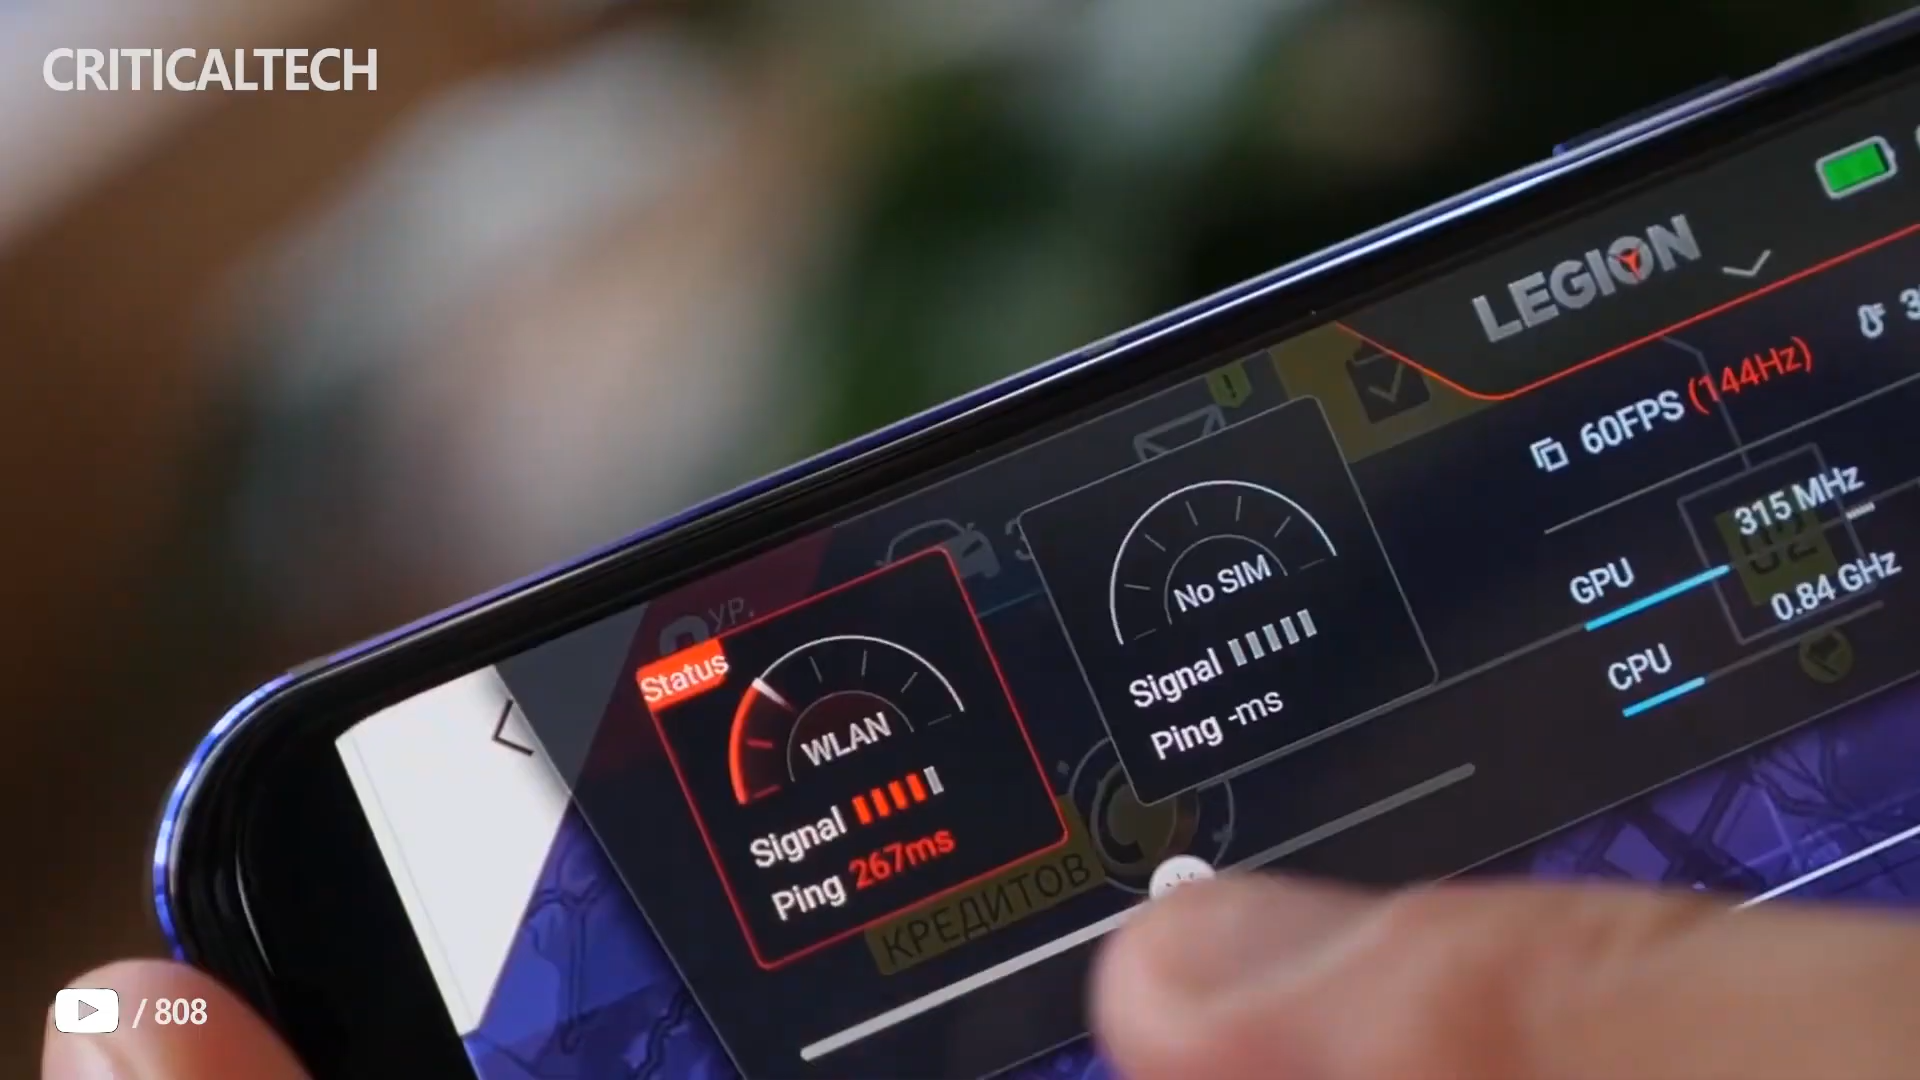 CRITICALTECH
LEGION
60FPS (144Hz)
315 MHz
GPU
0.84 GHz
CPU
No SIM
Signal
Ping -ms
УР.
Status
WLAN
Signal
Ping 267ms
КРЕДИТОВ
/ 808